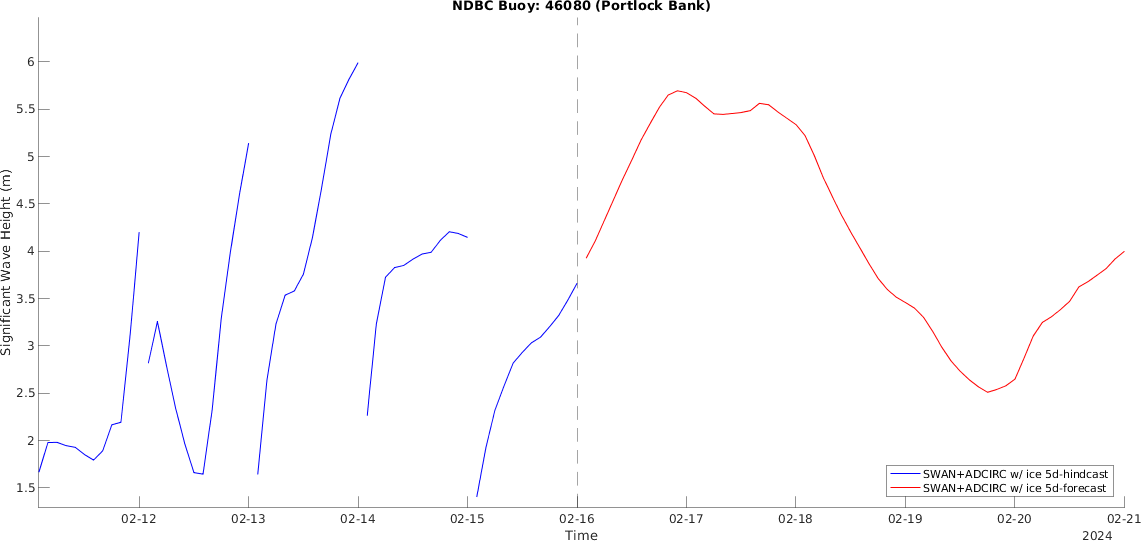 NDBC Buoy: 46080 (Portlock Bank)
Significant Wave Height (m)
6
5.5
5
4.5
4
3.5
3
2.5
2
1.5
SWAN+ADCIRC w/ ice 5d-hindcast
SWAN+ADCIRC w/ ice 5d-forecast
02-12 02-13 02-14 02-15 02-16 02-17 02-18 02-19 02-20 02-21
Time
2024